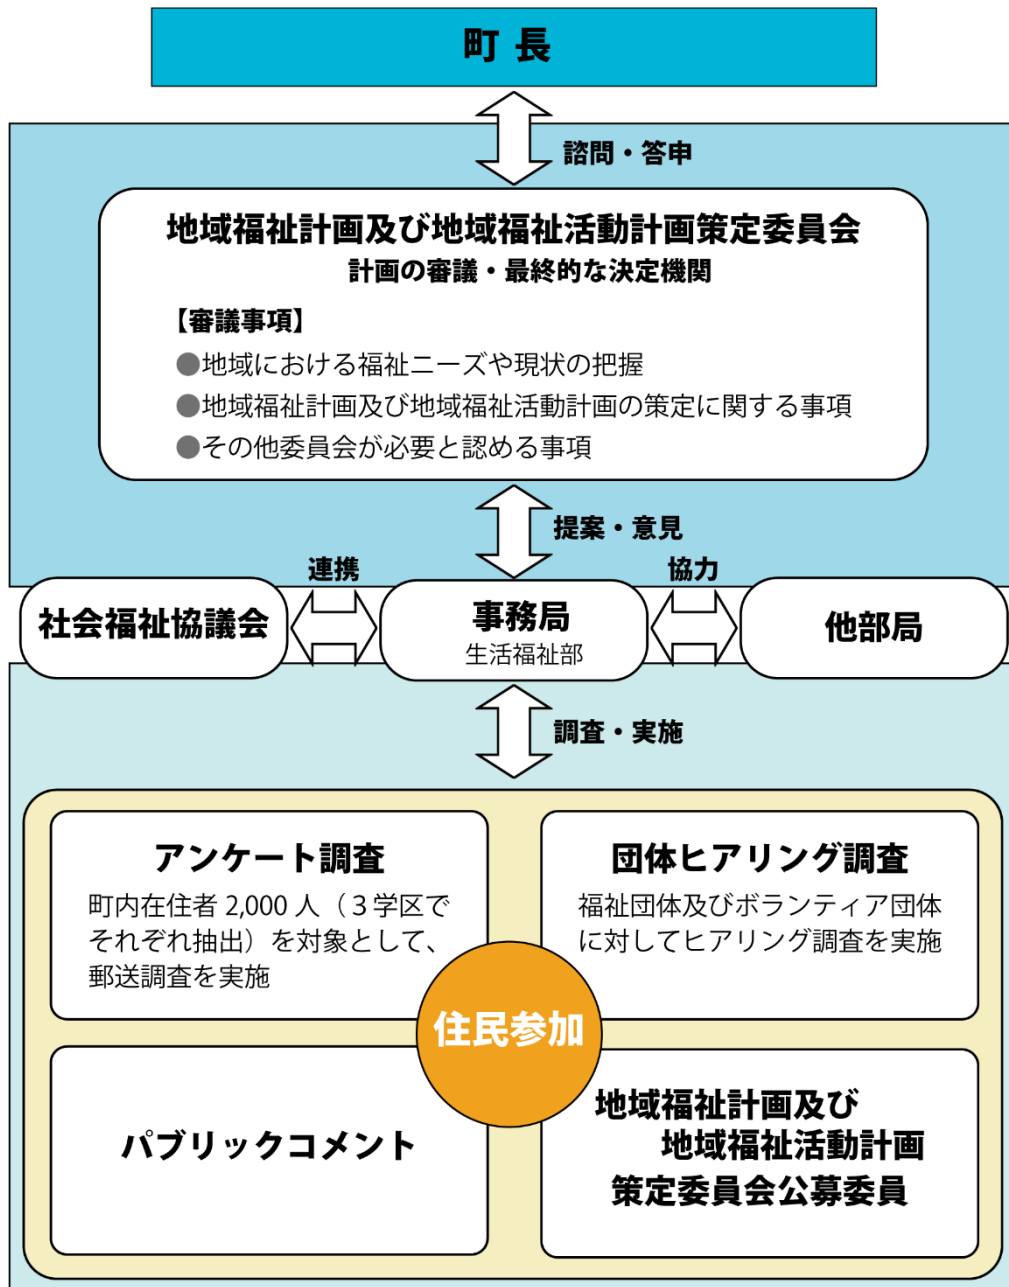 町 長
諮問・答申
地域福祉計画及び地域福祉活動計画策定委員会
計画の審議・最終的な決定機関
【審議事項】
●地域における福祉ニーズや現状の把握
●地域福祉計画及び地域福祉活動計画の策定に関する事項
●その他委員会が必要と認める事項
提案・意見
連携
協力
社会福祉協議会
事務局
生活福祉部
他部局
調査・実施
アンケート調査
町内在住者 2,000 人（３学区で
それぞれ抽出）を対象として、
郵送調査を実施
団体ヒアリング調査
福祉団体及びボランティア団体
に対してヒアリング調査を実施
住民参加
パブリックコメント
地域福祉計画及び
地域福祉活動計画
策定委員会公募委員